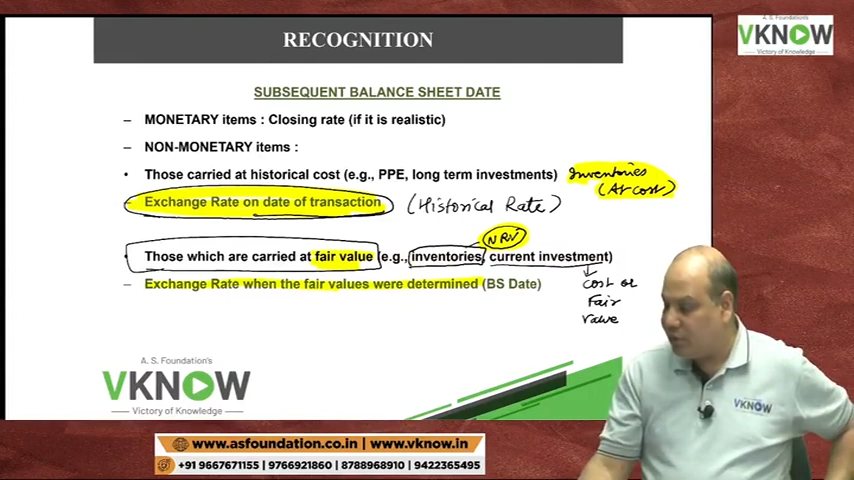 RECOGNITION
A. S. Foundation's
VKNOW
Victory of Knowledge
SUBSEQUENT BALANCE SHEET DATE
– MONETARY items : Closing rate (if it is realistic)
– NON-MONETARY items :
• Those carried at historical cost (e.g., PPE, long term investments) Inventories
(At cost)
– Exchange Rate on date of transaction (Historical Rate)
NRV
• Those which are carried at fair value (e.g., inventories, current investment)
– Exchange Rate when the fair values were determined (BS Date)
cost or
Fair
Value
A. S. Foundation's
VKNOW
Victory of Knowledge
VKNOW
www.asfoundation.co.in | www.vknow.in
+91 9667671155 | 9766921860 | 8788968910 | 9422365495